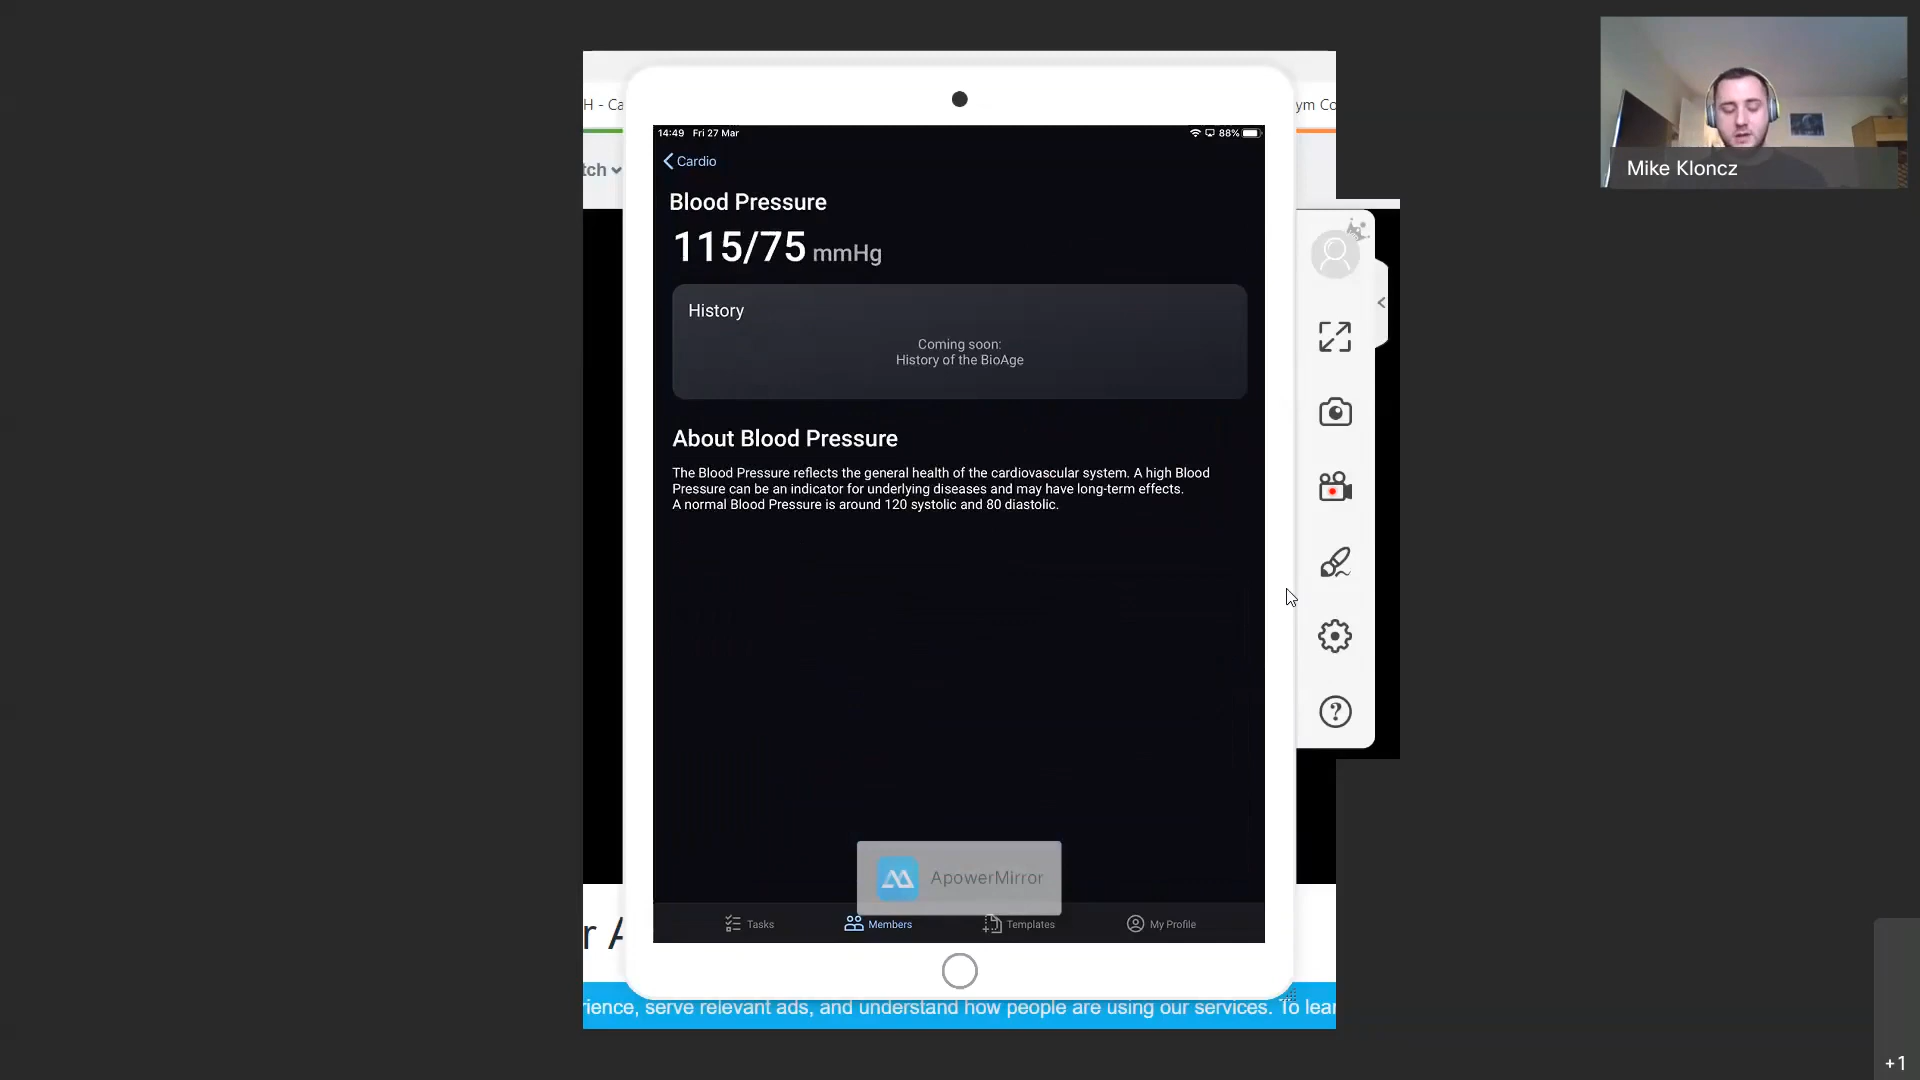 Mike Kloncz
H - Ca
ym Co
tch
14:49 Fri 27 Mar
88%
Cardio
Blood Pressure
115/75 mmHg
History
Coming soon:
History of the BioAge
About Blood Pressure
The Blood Pressure reflects the general health of the cardiovascular system. A high Blood
Pressure can be an indicator for underlying diseases and may have long-term effects.
A normal Blood Pressure is around 120 systolic and 80 diastolic.
ApowerMirror
Tasks
Members
Templates
My Profile
r A
rience, serve relevant ads, and understand how people are using our services. To lear
+1